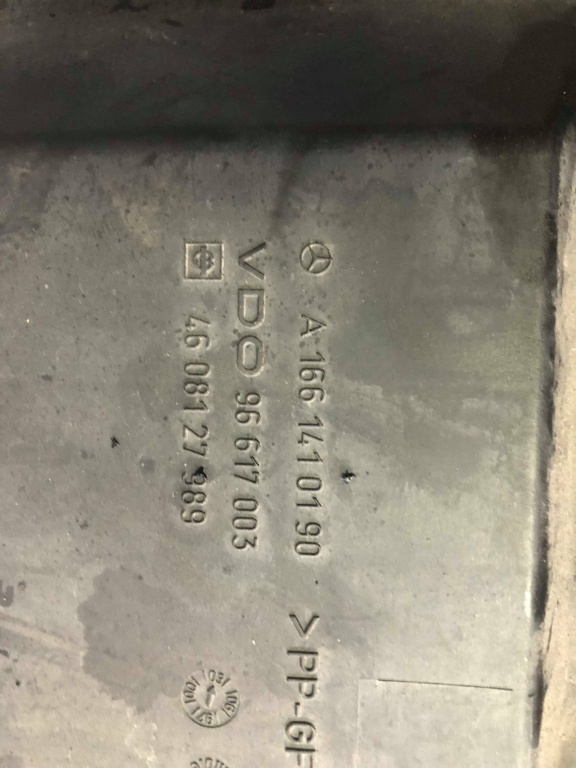 A 166 141 01 90 >PP-GF
VDO 96 617 003
46 081 27 989